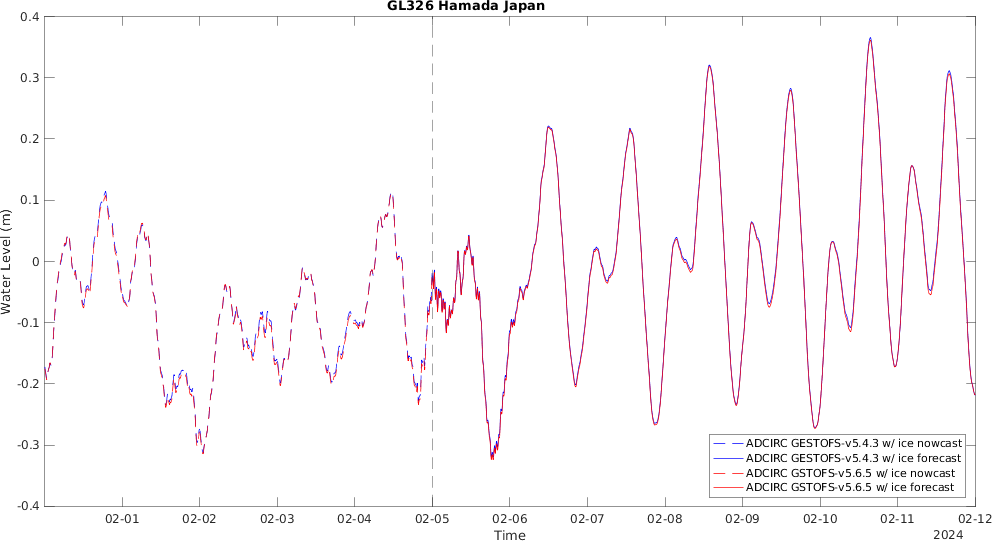 GL326 Hamada Japan
0.4
0.3
0.2
0.1
0
-0.1
-0.2
-0.3
-0.4
Water Level (m)
ADCIRC GESTOFS-v5.4.3 w/ ice nowcast
ADCIRC GESTOFS-v5.4.3 w/ ice forecast
ADCIRC GSTOFS-v5.6.5 w/ ice nowcast
ADCIRC GSTOFS-v5.6.5 w/ ice forecast
02-01 02-02 02-03 02-04 02-05 02-06 02-07 02-08 02-09 02-10 02-11 02-12
Time
2024